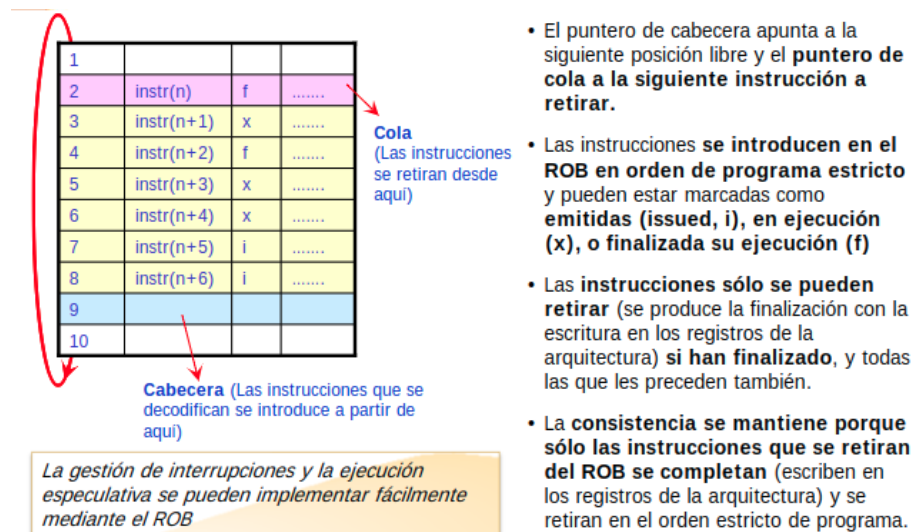 1
2 instr(n) f .......
3 instr(n+1) x .......
4 instr(n+2) f .......
5 instr(n+3) x .......
6 instr(n+4) x .......
7 instr(n+5) i .......
8 instr(n+6) i .......
9
10
Cola
(Las instrucciones
se retiran desde
aquí)
Cabecera (Las instrucciones que se
decodifican se introduce a partir de
aquí)
La gestión de interrupciones y la ejecución
especulativa se pueden implementar fácilmente
mediante el ROB
• El puntero de cabecera apunta a la
siguiente posición libre y el puntero de
cola a la siguiente instrucción a
retirar.
• Las instrucciones se introducen en el
ROB en orden de programa estricto
y pueden estar marcadas como
emitidas (issued, i), en ejecución
(x), o finalizada su ejecución (f)
• Las instrucciones sólo se pueden
retirar (se produce la finalización con la
escritura en los registros de la
arquitectura) si han finalizado, y todas
las que les preceden también.
• La consistencia se mantiene porque
sólo las instrucciones que se retiran
del ROB se completan (escriben en
los registros de la arquitectura) y se
retiran en el orden estricto de programa.